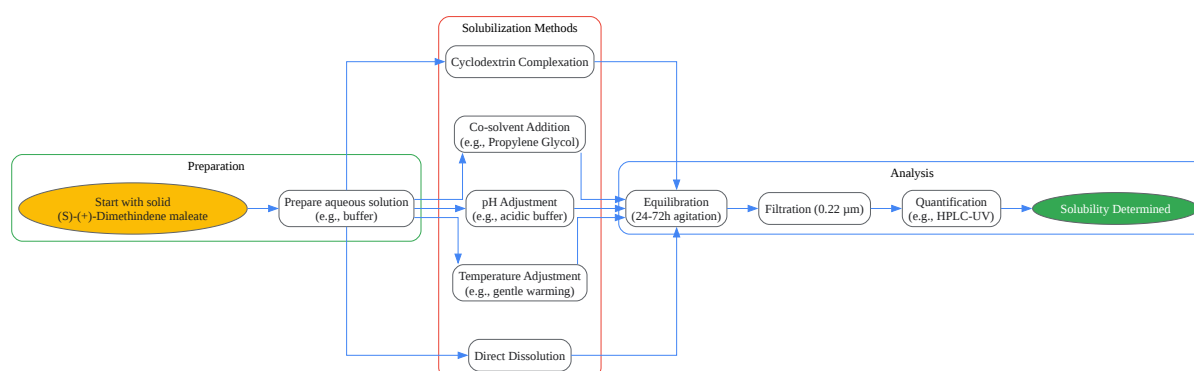 Solubilization Methods
Cyclodextrin Complexation
Co-solvent Addition
(e.g., Propylene Glycol)
Preparation
Analysis
Start with solid
(S)-(+)-Dimethindene maleate
Prepare aqueous solution
(e.g., buffer)
pH Adjustment
(e.g., acidic buffer)
Equilibration
(24-72h agitation)
Filtration (0.22 µm)
Quantification
(e.g., HPLC-UV)
Solubility Determined
Temperature Adjustment
(e.g., gentle warming)
Direct Dissolution